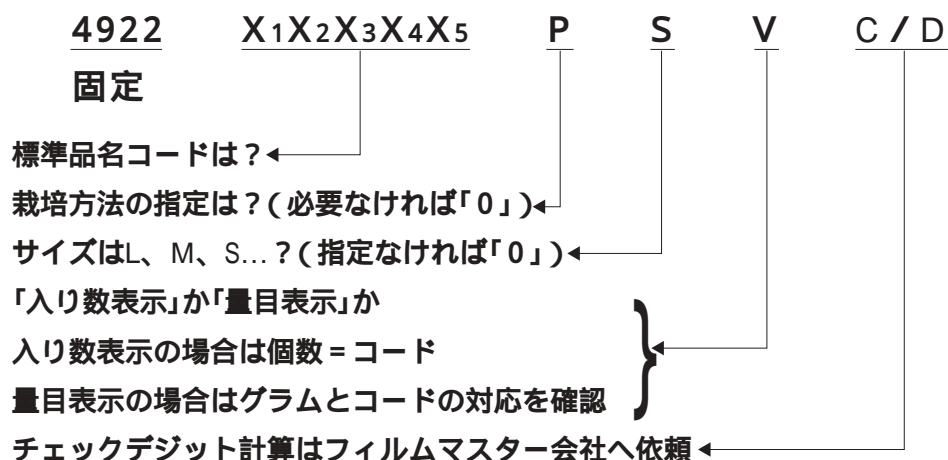 4922 X1X2X3X4X5 P S V C/D
固定
標準品名コードは?
栽培方法の指定は?(必要なければ「0」)
サイズはL、M、S…?(指定なければ「0」)
「入り数表示」か「量目表示」か
入り数表示の場合は個数=コード
量目表示の場合はグラムとコードの対応を確認
チェックデジット計算はフィルムマスター会社へ依頼